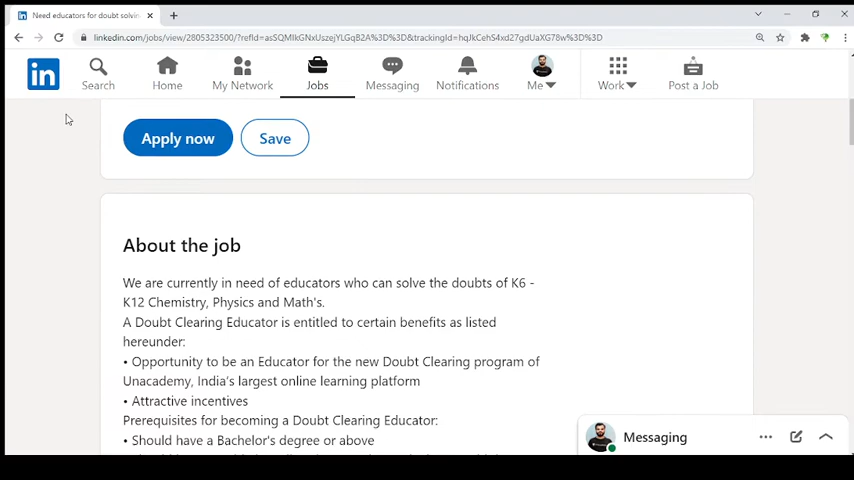 Need educators for doubt solvin
linkedin.com/jobs/view/2805323500/?refId=asSQMIkGNxUszejYLGqB2A%3D%3D&trackingId=hqJkCehS4xd27gdUaXG78w%3D%3D
in
Search
Home
My Network
Jobs
Messaging
Notifications
Me
Work
Post a Job
Apply now
Save
About the job
We are currently in need of educators who can solve the doubts of K6 -
K12 Chemistry, Physics and Math's.
A Doubt Clearing Educator is entitled to certain benefits as listed
hereunder:
• Opportunity to be an Educator for the new Doubt Clearing program of
Unacademy, India's largest online learning platform
• Attractive incentives
Prerequisites for becoming a Doubt Clearing Educator:
• Should have a Bachelor's degree or above
Messaging